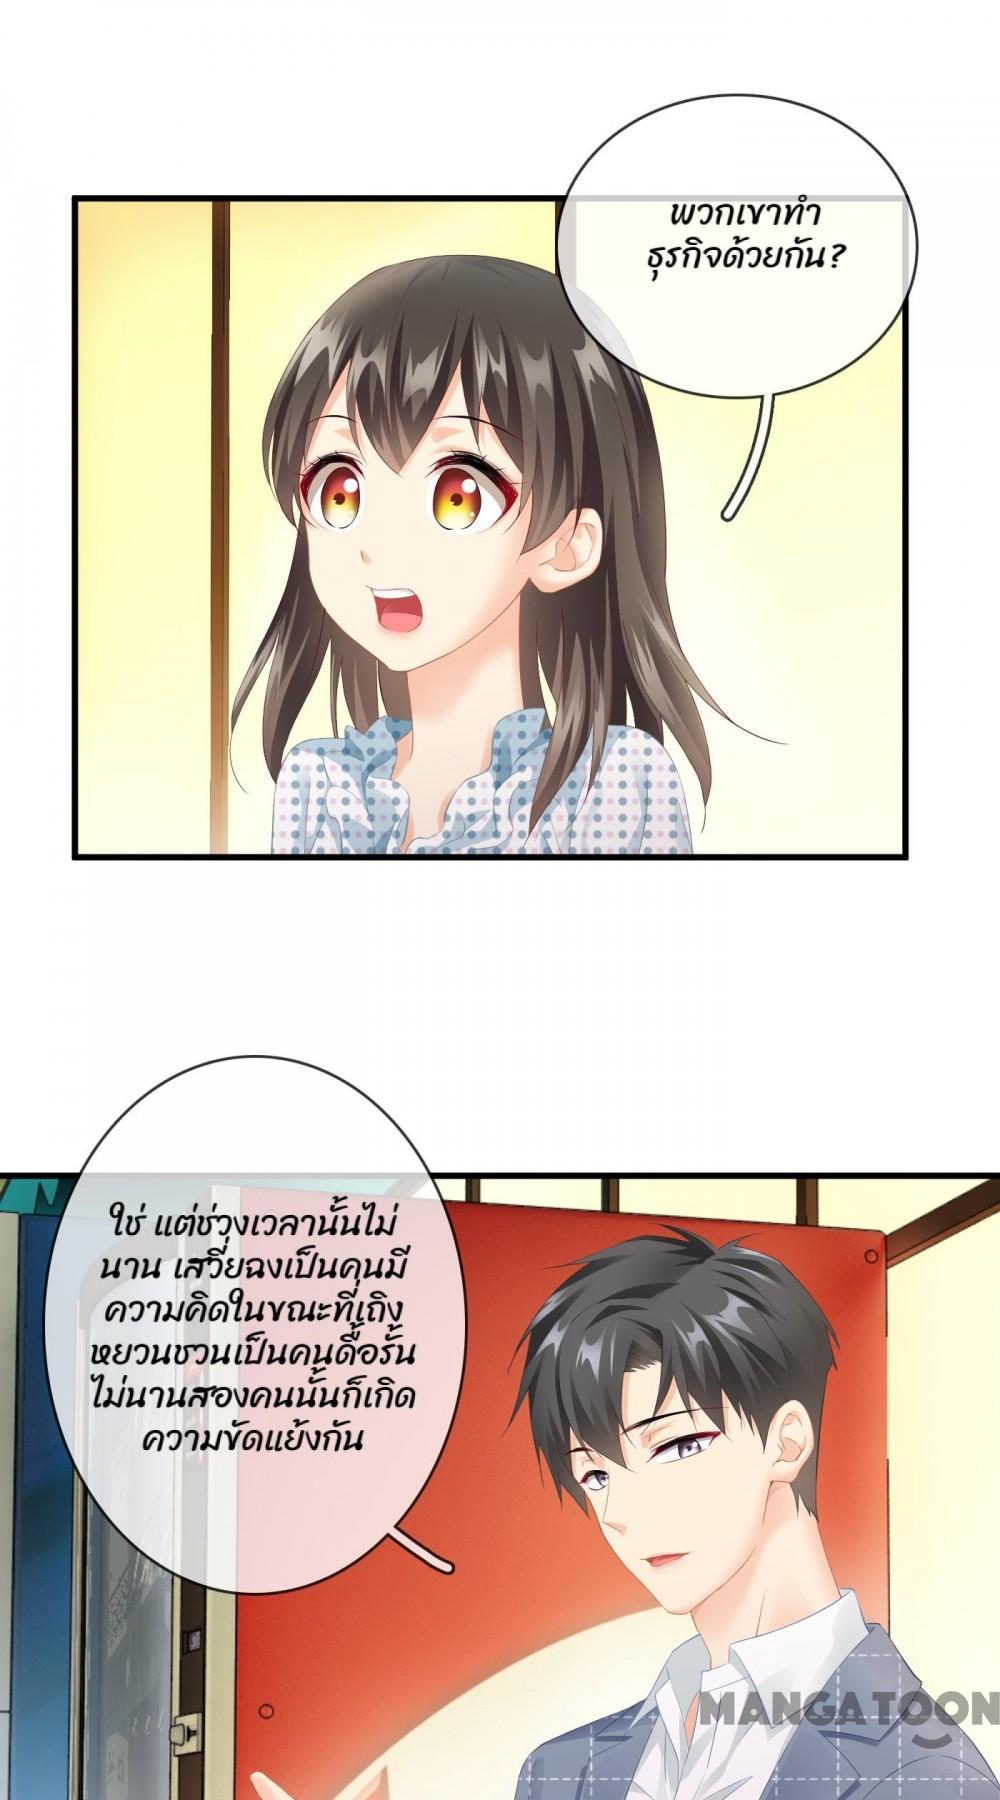 พวกเขาทำ
ธุรกิจด้วยกัน?
ใช่ แต่ช่วงเวลานั้นไม่
นาน เสวี่ยฉงเป็นคนมี
ความคิดในขณะที่เถิง
หยวนชวนเป็นคนดื้อรั้น
ไม่นานสองคนนั้นก็เกิด
ความขัดแย้งกัน
MANGATOON